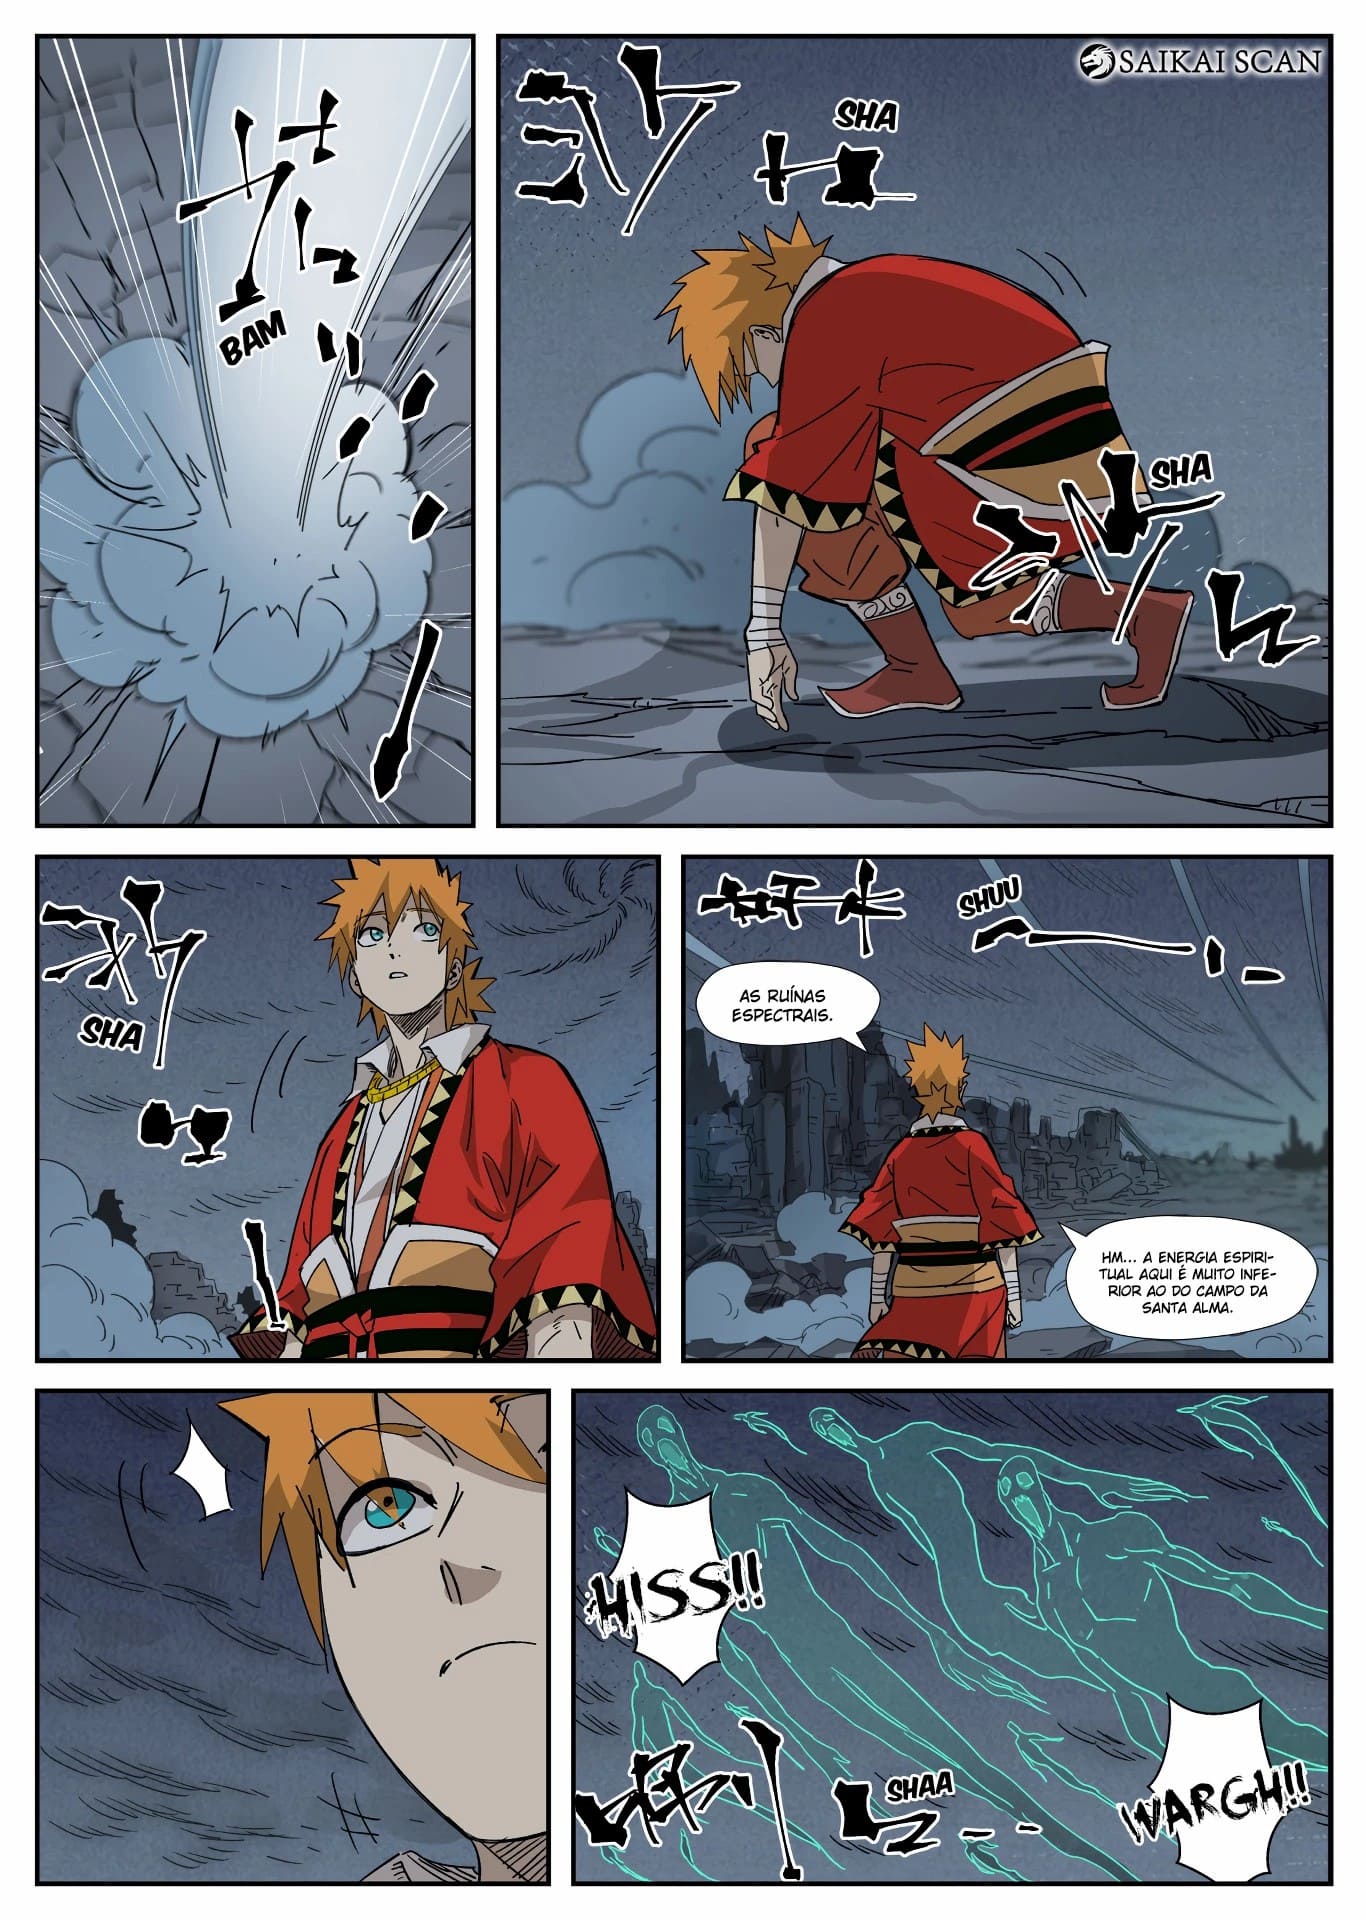 SAIKAI SCAN
BAM
SHA
SHA
SHA
SHUU
AS RUÍNAS
ESPECTRAIS.
HM... A ENERGIA ESPIRI-
TUAL AQUI É MUITO INFE-
RIOR AO DO CAMPO DA
SANTA ALMA.
HISS!!
SHAA
WARGH!!